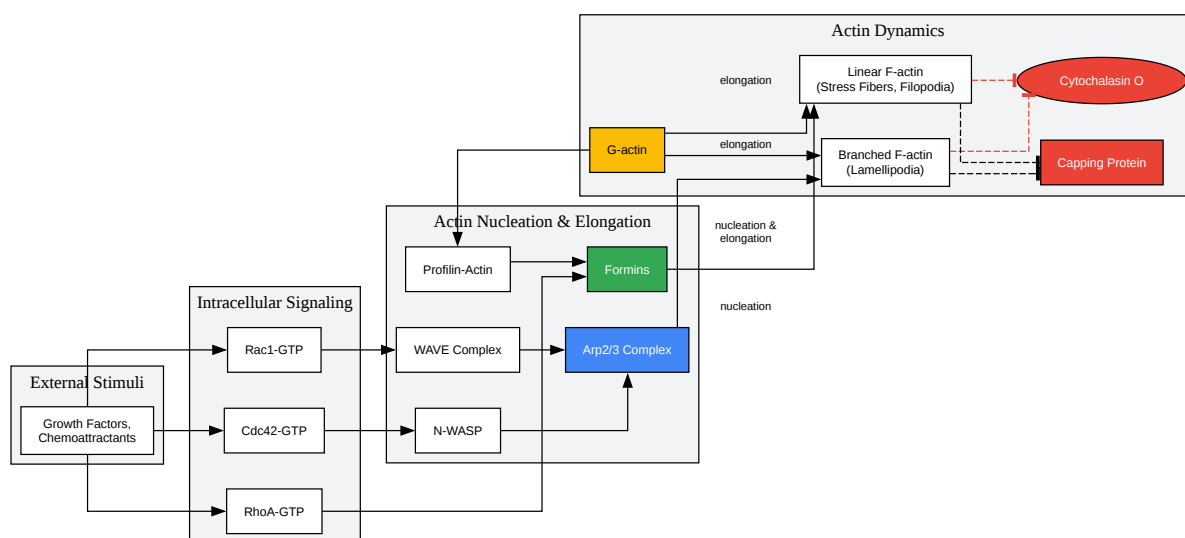 Actin Dynamics
elongation
Linear F-actin
(Stress Fibers, Filopodia)
Cytochalasin O
G-actin
elongation
Branched F-actin
(Lamellipodia)
Capping Protein
Actin Nucleation & Elongation
nucleation &
elongation
Profilin-Actin
Formins
nucleation
Intracellular Signaling
Rac1-GTP
WAVE Complex
Arp2/3 Complex
External Stimuli
Growth Factors,
Chemoattractants
Cdc42-GTP
N-WASP
RhoA-GTP